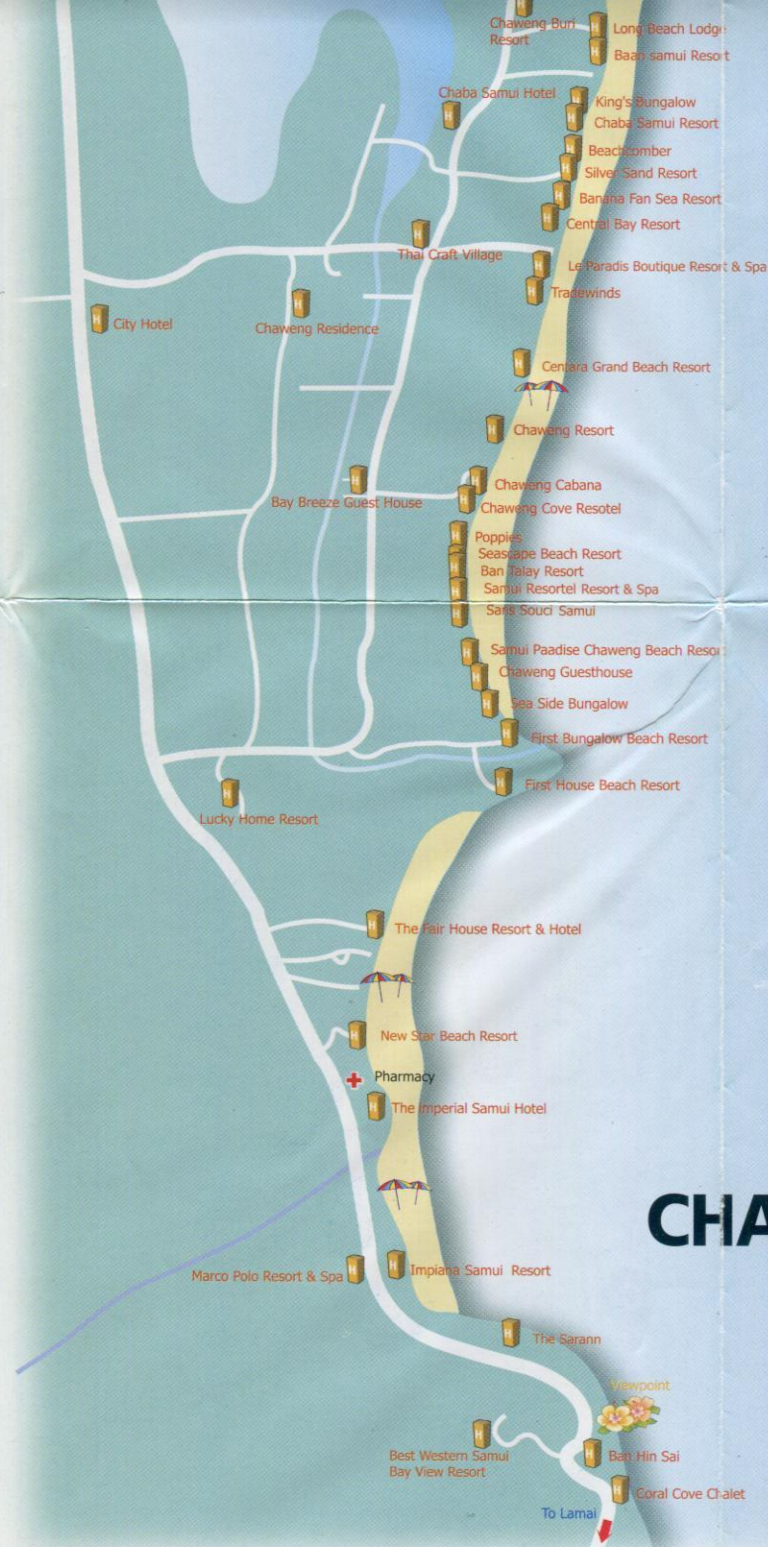 Chaweng Buri
Resort
Long Beach Lodge
Baan samui Resort
Chaba Samui Hotel
King's Bungalow
Chaba Samui Resort
Beachcomber
Silver Sand Resort
Banana Fan Sea Resort
Central Bay Resort
Thai Craft Village
Le Paradis Boutique Resort & Spa
Tradewinds
City Hotel
Chaweng Residence
Centara Grand Beach Resort
Chaweng Resort
Chaweng Cabana
Bay Breeze Guest House
Chaweng Cove Resotel
Poppies
Seascape Beach Resort
Ban Talay Resort
Samui Resortel Resort & Spa
Sans Souci Samui
Samui Paadise Chaweng Beach Resor
Chaweng Guesthouse
Sea Side Bungalow
First Bungalow Beach Resort
First House Beach Resort
Lucky Home Resort
The Fair House Resort & Hotel
New Star Beach Resort
Pharmacy
The Imperial Samui Hotel
CHA
Marco Polo Resort & Spa
Impiana Samui Resort
The Sarann
Viewpoint
Best Western Samui
Bay View Resort
Ban Hin Sai
Coral Cove Chalet
To Lamai